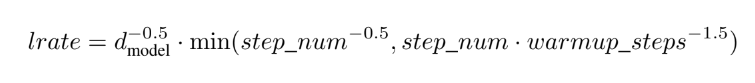 lrate = d_model^−0.5 · min(step_num^−0.5, step_num · warmup_steps^−1.5)